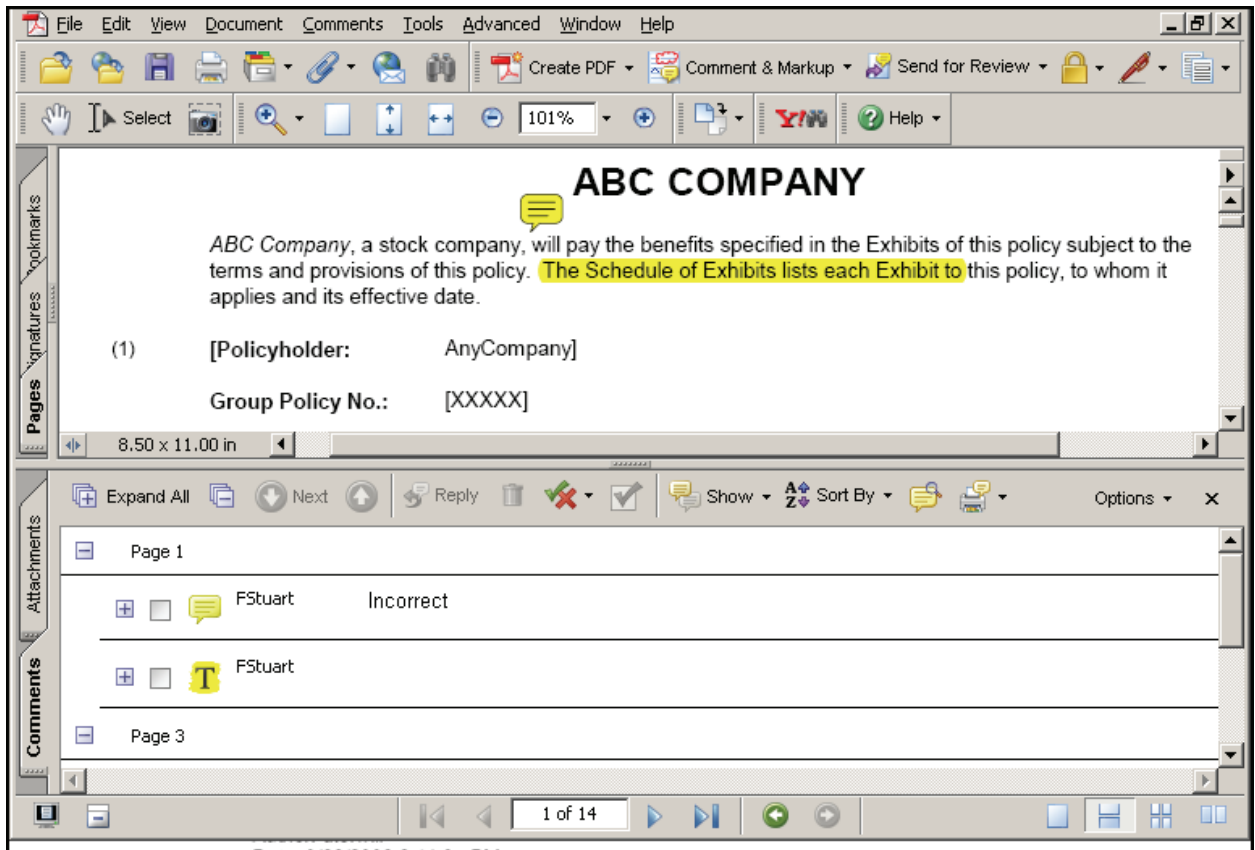 File Edit View Document Comments Tools Advanced Window Help
Create PDF Comment & Markup Send for Review
Select 101% Y! Help
ABC COMPANY
ABC Company, a stock company, will pay the benefits specified in the Exhibits of this policy subject to the
terms and provisions of this policy. The Schedule of Exhibits lists each Exhibit to this policy, to whom it
applies and its effective date.
(1) [Policyholder: AnyCompany]
Group Policy No.: [XXXXX]
8.50 x 11.00 in
Pages
Expand All Next Reply Show Sort By Options
Page 1
FStuart Incorrect
T FStuart
Page 3
Attachments
Comments
1 of 14